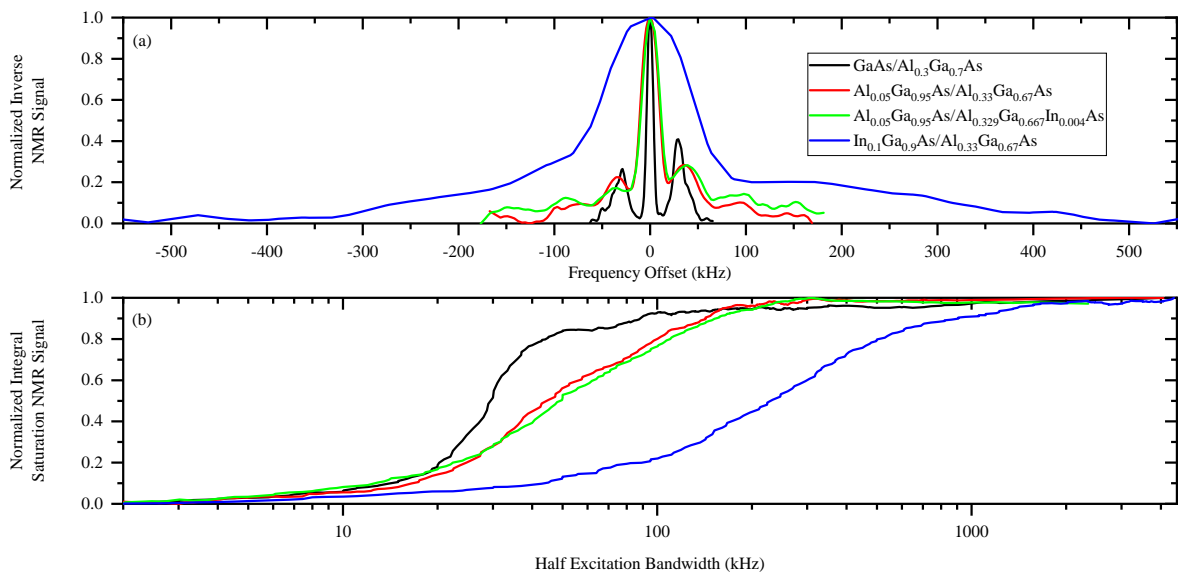 (a)
Normalized Inverse
NMR Signal
1.0
0.8
0.6
0.4
0.2
0.0
GaAs/Al0.3Ga0.7As
Al0.05Ga0.95As/Al0.33Ga0.67As
Al0.05Ga0.95As/Al0.329Ga0.667In0.004As
In0.1Ga0.9As/Al0.33Ga0.67As
-500 -400 -300 -200 -100 0 100 200 300 400 500
Frequency Offset (kHz)
(b)
Normalized Integral
Saturation NMR Signal
1.0
0.8
0.6
0.4
0.2
0.0
10 100 1000
Half Excitation Bandwidth (kHz)